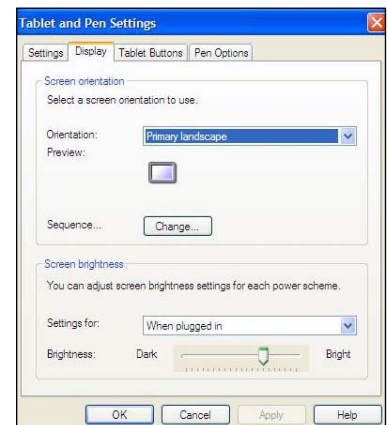 Tablet and Pen Settings
Settings Display Tablet Buttons Pen Options
Screen orientation
Select a screen orientation to use.
Orientation: Primary landscape
Preview:
Sequence... Change...
Screen brightness
You can adjust screen brightness settings for each power scheme.
Settings for: When plugged in
Brightness: Dark Bright
OK Cancel Apply Help